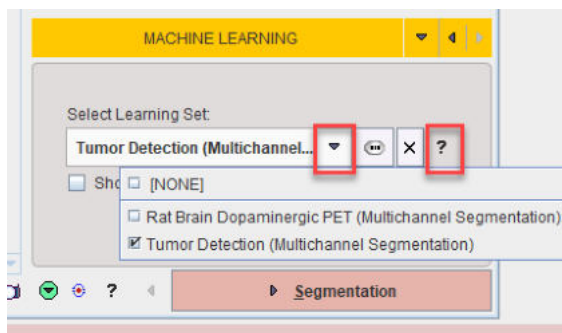 MACHINE LEARNING
Select Learning Set:
Tumor Detection (Multichannel...
?
Sho
[NONE]
Rat Brain Dopaminergic PET (Multichannel Segmentation)
Tumor Detection (Multichannel Segmentation)
?
Segmentation